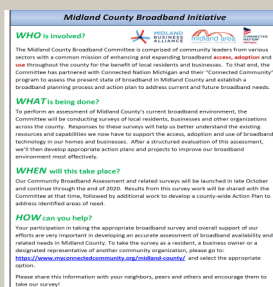 Midland County Broadband Initiative
WHO is involved?
MIDLAND
BUSINESS
ALLIANCE
midland area
CONNECTED
NATION
The Midland County Broadband Committee is comprised of community leaders from various
sectors with a common mission of enhancing and expanding broadband access, adoption and
use throughout the county for the benefit of local residents and businesses. To that end, the
Committee has partnered with Connected Nation Michigan and their "Connected Community"
program to assess the present state of broadband in Midland County and establish a
broadband planning process and action plan to address current and future broadband needs.
WHAT is being done?
To perform an assessment of Midland County's current broadband environment, the
Committee will be conducting surveys of local residents, businesses and other organizations
across the county. Responses to these surveys will help us better understand the existing
resources and capabilities we now have to support the access, adoption and use of broadband
technology in our homes and businesses. After a structured evaluation of this assessment,
we'll then develop appropriate action plans and projects to improve our broadband
environment most effectively.
WHEN will this take place?
Our Community Broadband Assessment and related surveys will be launched in late October
and continue through the end of 2020. Results from this survey work will be shared with the
Committee at that time, followed by additional work to develop a county-wide Action Plan to
address identified areas of need.
HOW can you help?
Your participation in taking the appropriate broadband survey and overall support of our
efforts are very important in developing an accurate assessment of broadband availability and
related needs in Midland County. To take the survey as a resident, a business owner or a
designated representative of another community organization, please go to:
https://www.myconnectedcommunity.org/midland-county/ and select the appropriate
option.
Please share this information with your neighbors, peers and others and encourage them to
take our survey!